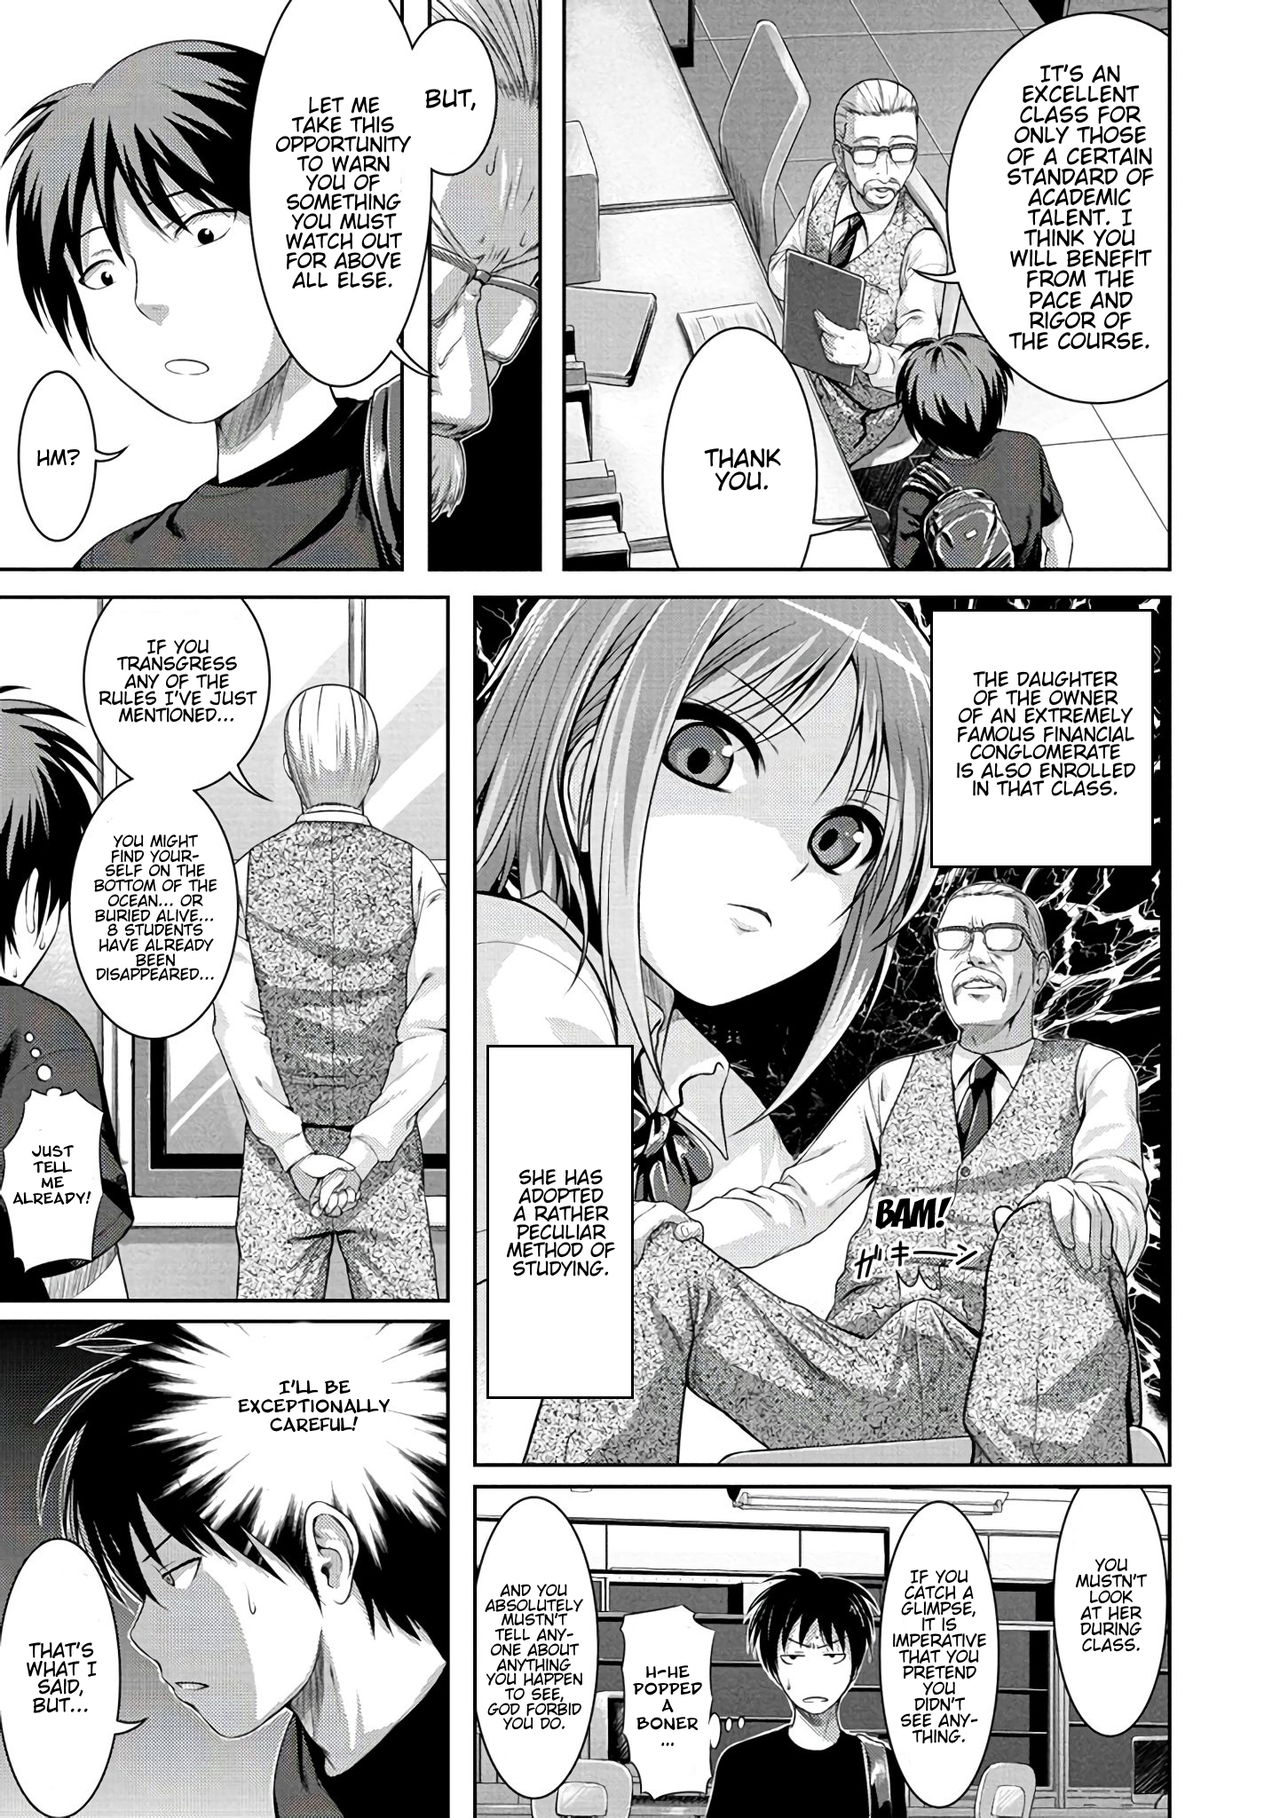 IT'S AN
EXCELLENT
CLASS FOR
ONLY THOSE
OF A CERTAIN
STANDARD OF
ACADEMIC
TALENT. I
THINK YOU
WILL BENEFIT
FROM THE
PACE AND
RIGOR OF
THE COURSE.
THANK
YOU.
BUT,
LET ME
TAKE THIS
OPPORTUNITY
TO WARN
YOU OF
SOMETHING
YOU MUST
WATCH OUT
FOR ABOVE
ALL ELSE.
HM?
THE DAUGHTER
OF THE OWNER
OF AN EXTREMELY
FAMOUS FINANCIAL
CONGLOMERATE
IS ALSO ENROLLED
IN THAT CLASS.
SHE HAS
ADOPTED
A RATHER
PECULIAR
METHOD OF
STUDYING.
BAM!
ガキーン
YOU
MUSTN'T
LOOK
AT HER
DURING
CLASS.
IF YOU
CATCH A
GLIMPSE,
IT IS
IMPERATIVE
THAT YOU
PRETEND
YOU
DIDN'T
SEE ANY-
THING.
H-HE
POPPED
A
BONER
...
AND YOU
ABSOLUTELY
MUSTN'T
TELL ANY-
ONE ABOUT
ANYTHING
YOU HAPPEN
TO SEE,
GOD FORBID
YOU DO.
IF YOU
TRANSGRESS
ANY OF THE
RULES I'VE JUST
MENTIONED...
YOU MIGHT
FIND YOUR-
SELF ON THE
BOTTOM OF THE
OCEAN... OR
BURIED ALIVE...
8 STUDENTS
HAVE ALREADY
BEEN
DISAPPEARED...
JUST
TELL
ME
ALREADY!
I'LL BE
EXCEPTIONALLY
CAREFUL!
THAT'S
WHAT I
SAID,
BUT...